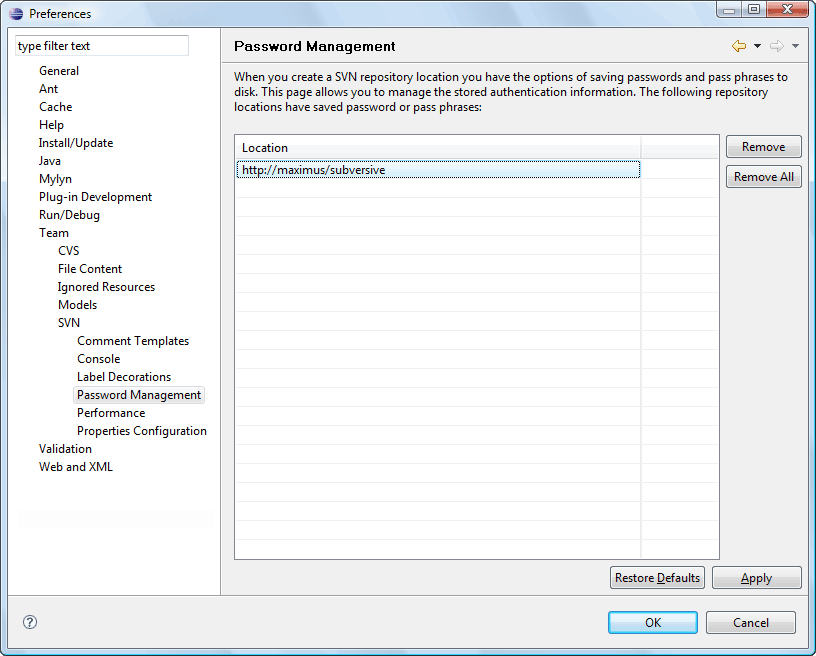 Preferences
type filter text
General
Ant
Cache
Help
Install/Update
Java
Mylyn
Plug-in Development
Run/Debug
Team
CVS
File Content
Ignored Resources
Models
SVN
Comment Templates
Console
Label Decorations
Password Management
Performance
Properties Configuration
Validation
Web and XML
Password Management
When you create a SVN repository location you have the options of saving passwords and pass phrases to
disk. This page allows you to manage the stored authentication information. The following repository
locations have saved password or pass phrases:
Location
http://maximus/subversive
Remove
Remove All
Restore Defaults
Apply
?
OK
Cancel